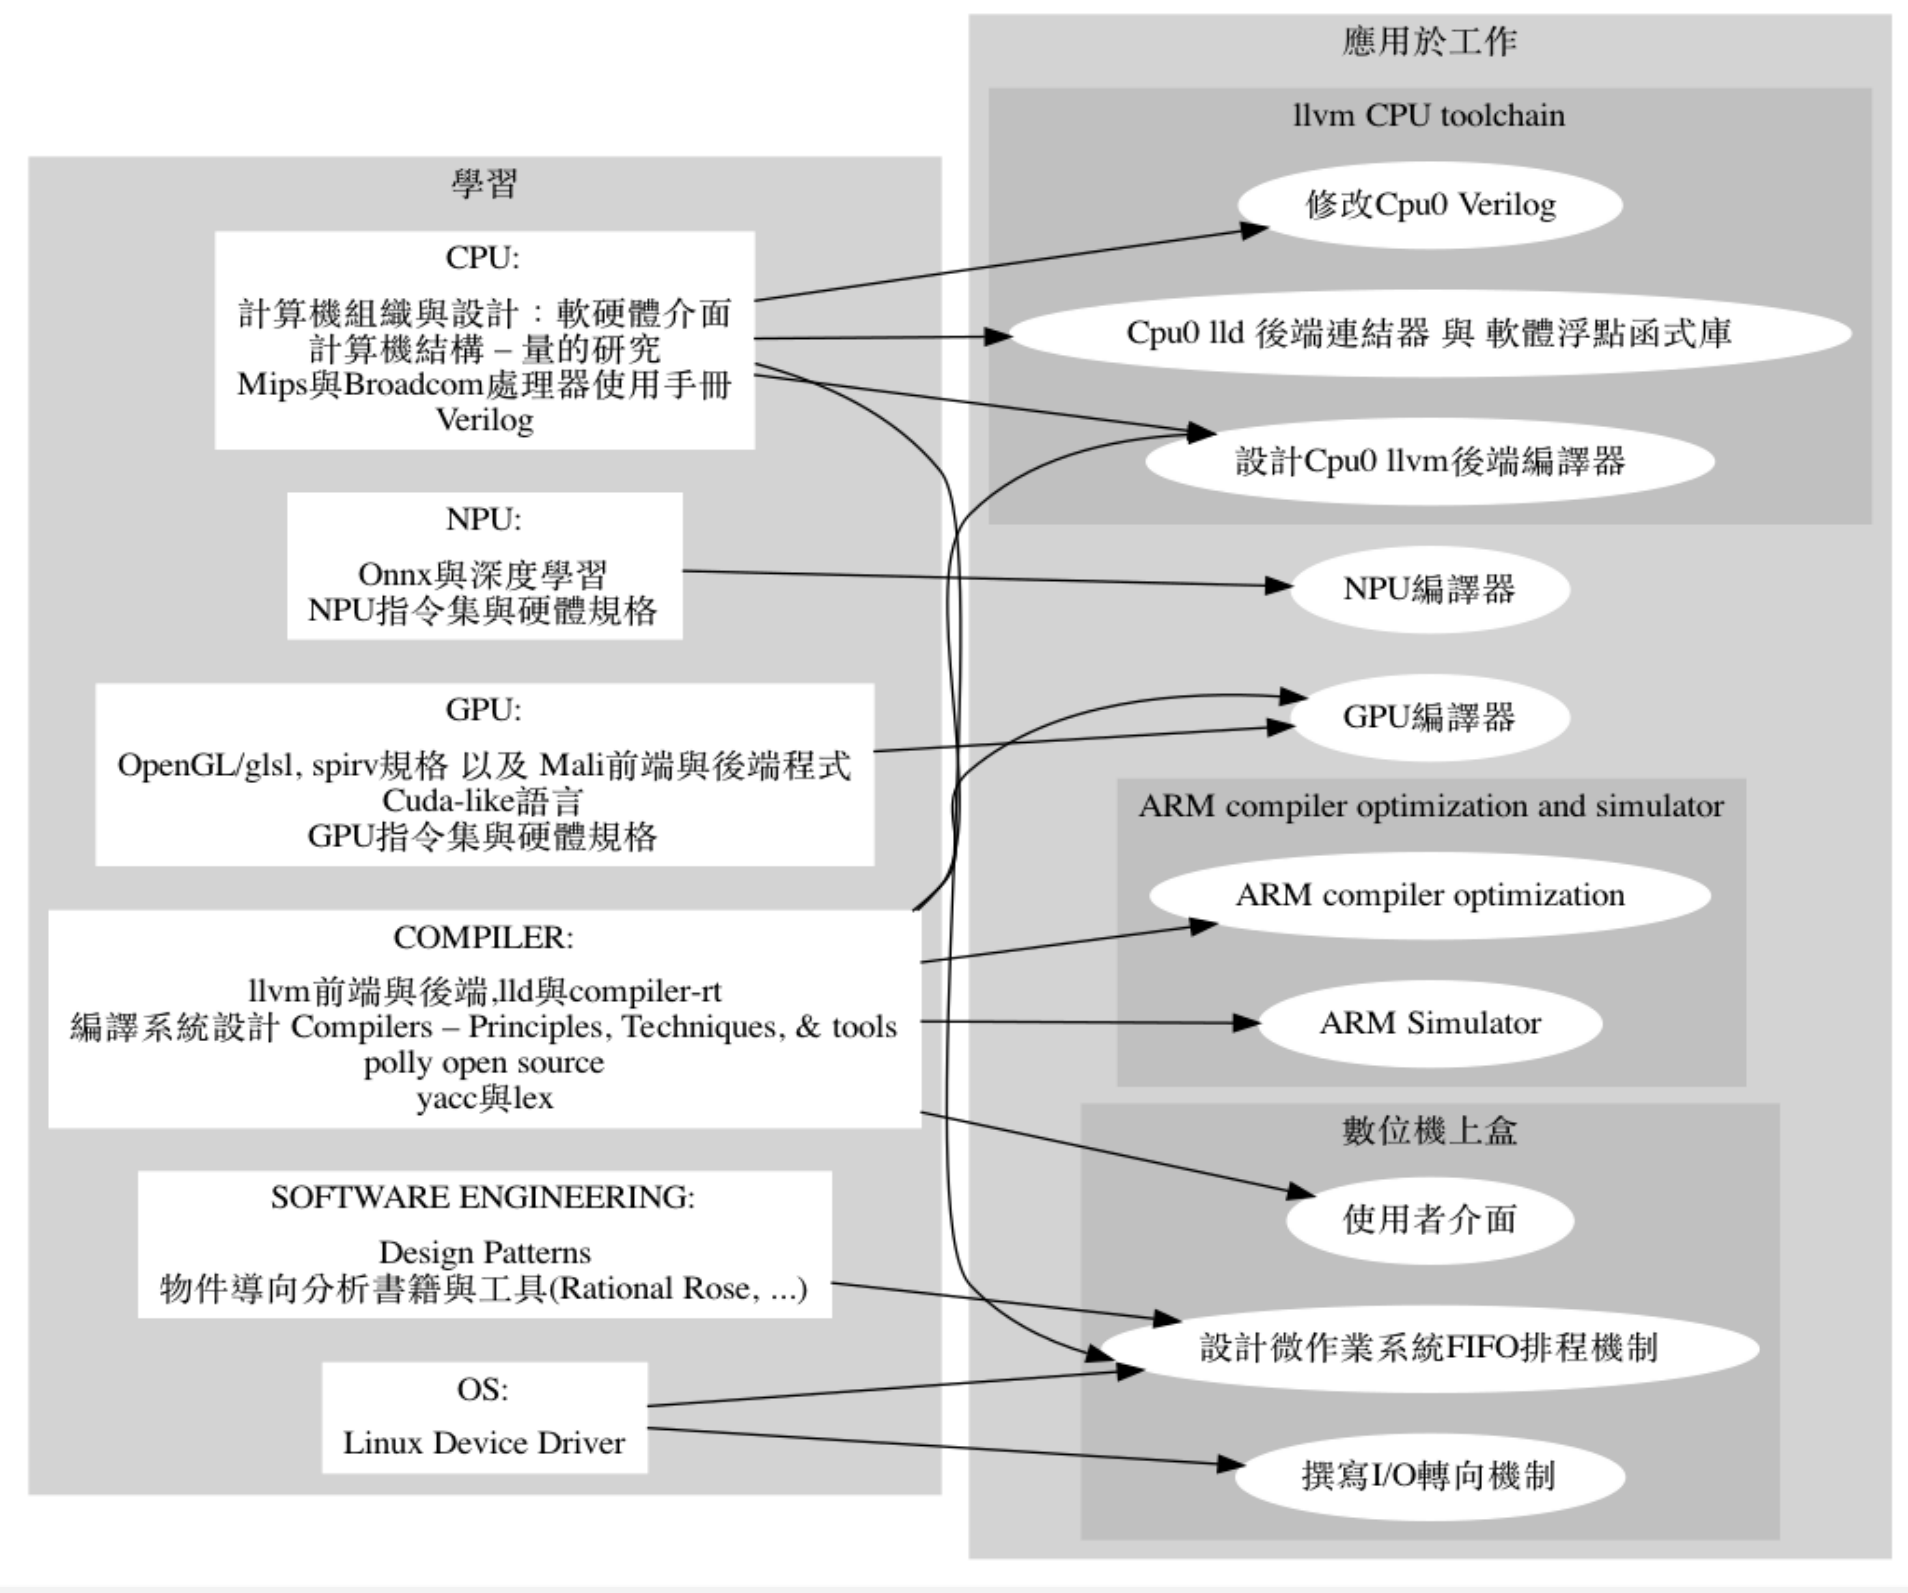 學習
CPU:
計算機組織與設計：軟硬體介面
計算機結構 – 量的研究
Mips與Broadcom處理器使用手冊
Verilog
NPU:
Onnx與深度學習
NPU指令集與硬體規格
GPU:
OpenGL/glsl, spirv規格 以及 Mali前端與後端程式
Cuda-like語言
GPU指令集與硬體規格
COMPILER:
llvm前端與後端,lld與compiler-rt
編譯系統設計 Compilers – Principles, Techniques, & tools
polly open source
yacc與lex
SOFTWARE ENGINEERING:
Design Patterns
物件導向分析書籍與工具(Rational Rose, ...)
OS:
Linux Device Driver
應用於工作
llvm CPU toolchain
修改Cpu0 Verilog
Cpu0 lld 後端連結器 與 軟體浮點函式庫
設計Cpu0 llvm後端編譯器
NPU編譯器
GPU編譯器
ARM compiler optimization and simulator
ARM compiler optimization
ARM Simulator
數位機上盒
使用者介面
設計微作業系統FIFO排程機制
撰寫I/O轉向機制